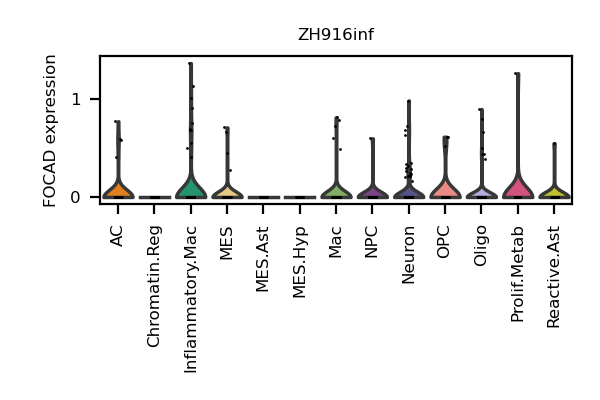 ZH916inf
FOCAD expression
1
0
AC
Chromatin.Reg
Inflammatory.Mac
MES
MES.Ast
MES.Hyp
Mac
NPC
Neuron
OPC
Oligo
Prolif.Metab
Reactive.Ast